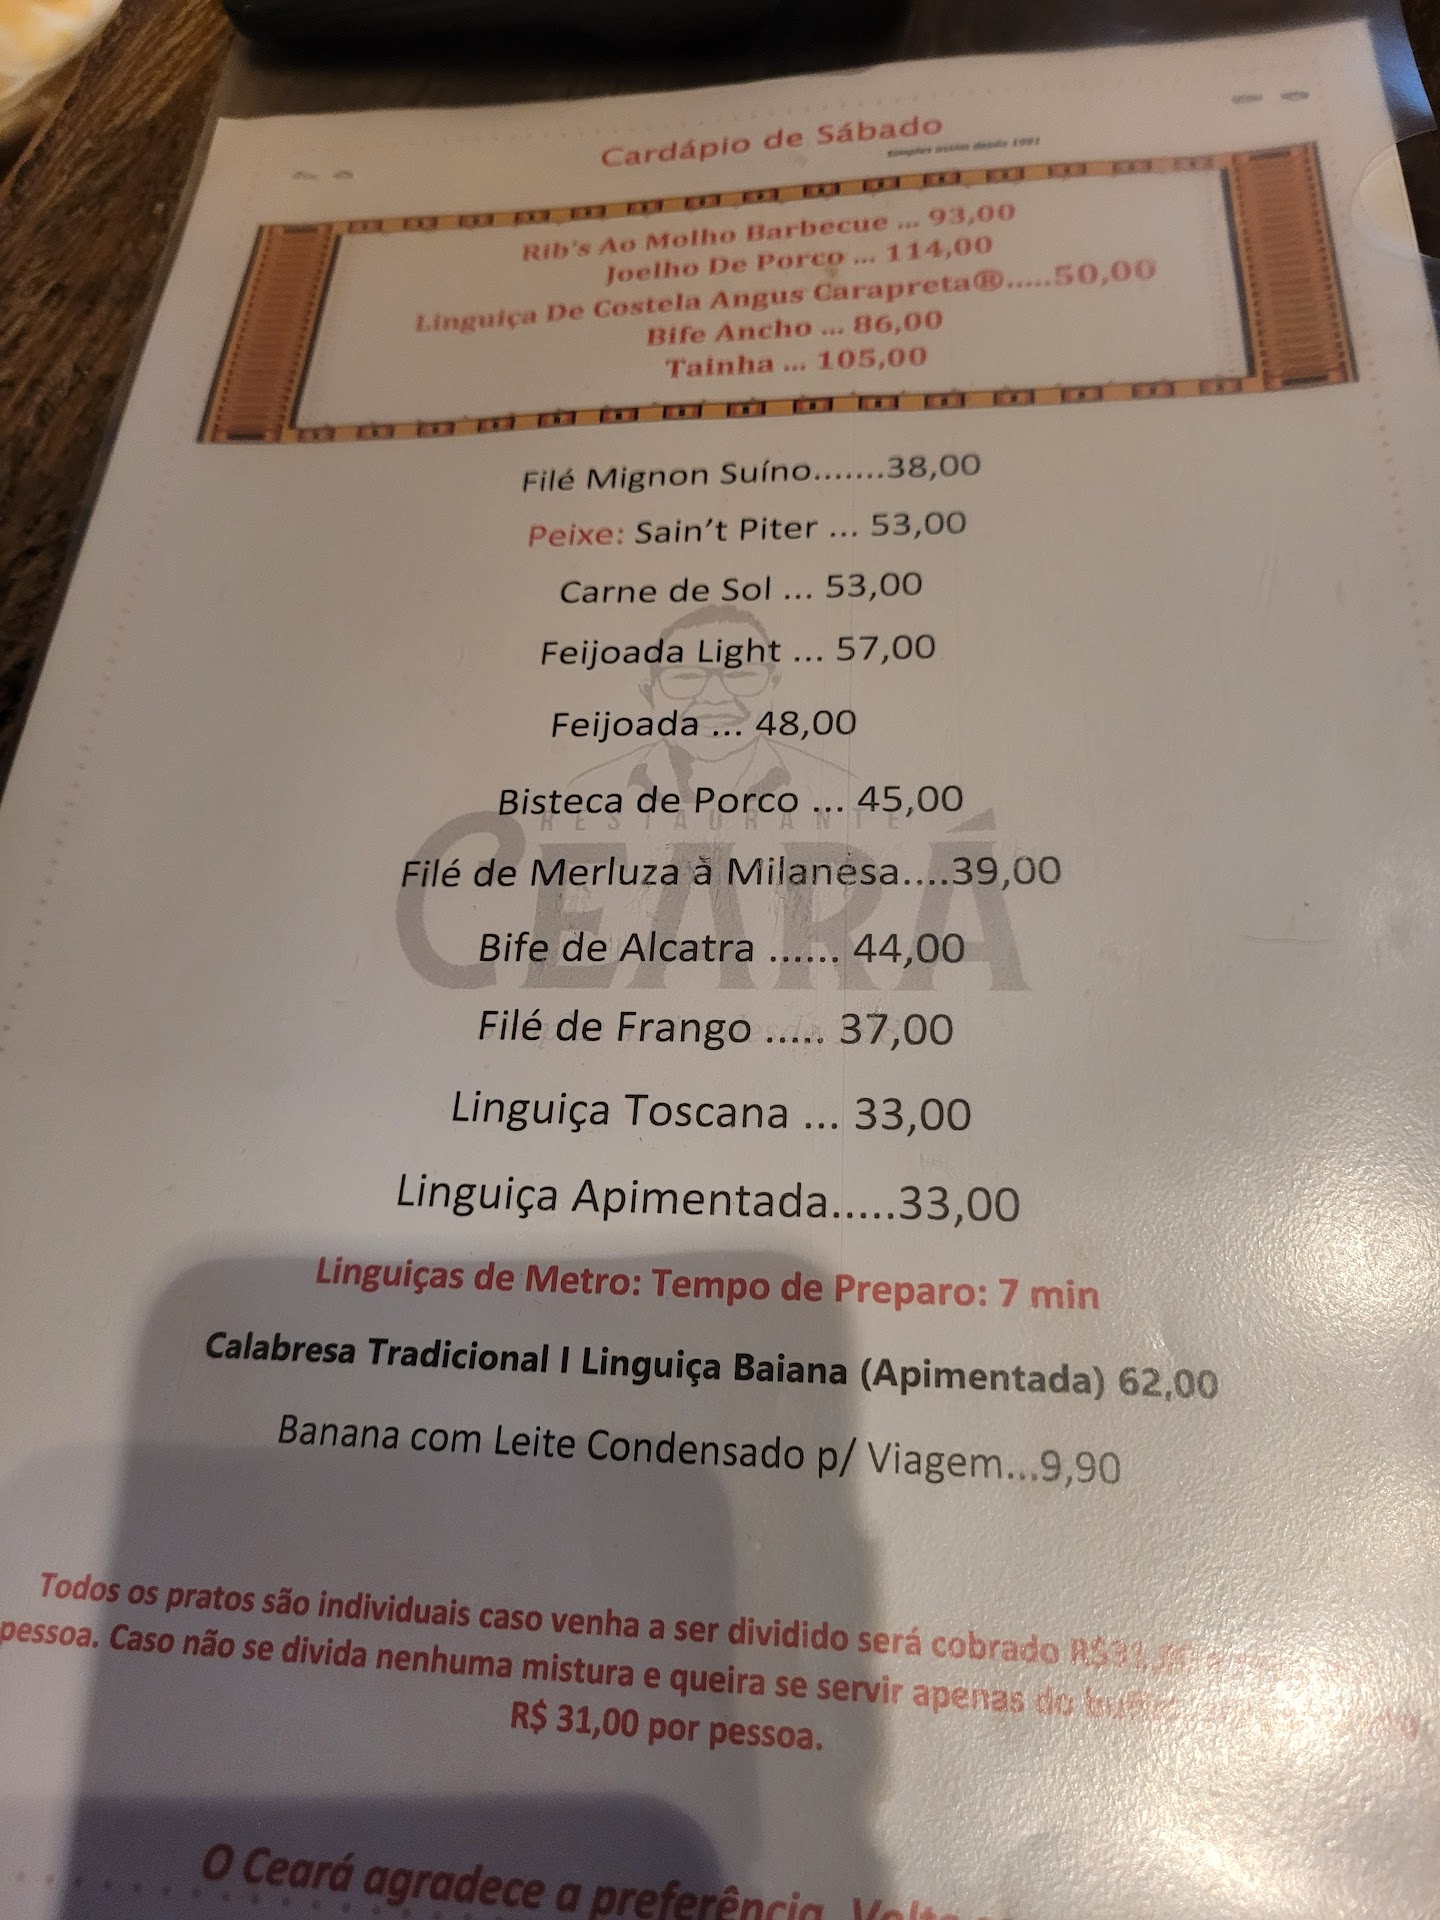 Cardápio de Sábado
Simples assim desde 1991
Rib's Ao Molho Barbecue ... 93,00
Joelho De Porco ... 114,00
Linguiça De Costela Angus Carapreta®.....50,00
Bife Ancho ... 86,00
Tainha ... 105,00
Filé Mignon Suíno.......38,00
Peixe: Sain't Piter ... 53,00
Carne de Sol ... 53,00
Feijoada Light ... 57,00
Feijoada ... 48,00
Bisteca de Porco ... 45,00
RESTAURANTE
Filé de Merluza à Milanesa....39,00
CEARÁ
Bife de Alcatra ...... 44,00
Filé de Frango ..... 37,00
Linguiça Toscana ... 33,00
Linguiça Apimentada.....33,00
Linguiças de Metro: Tempo de Preparo: 7 min
Calabresa Tradicional I Linguiça Baiana (Apimentada) 62,00
Banana com Leite Condensado p/ Viagem...9,90
Todos os pratos são individuais caso venha a ser dividido será cobrado
pessoa. Caso não se divida nenhuma mistura e queira se servir apenas do
R$ 31,00 por pessoa.
O Ceará agradece a preferência.